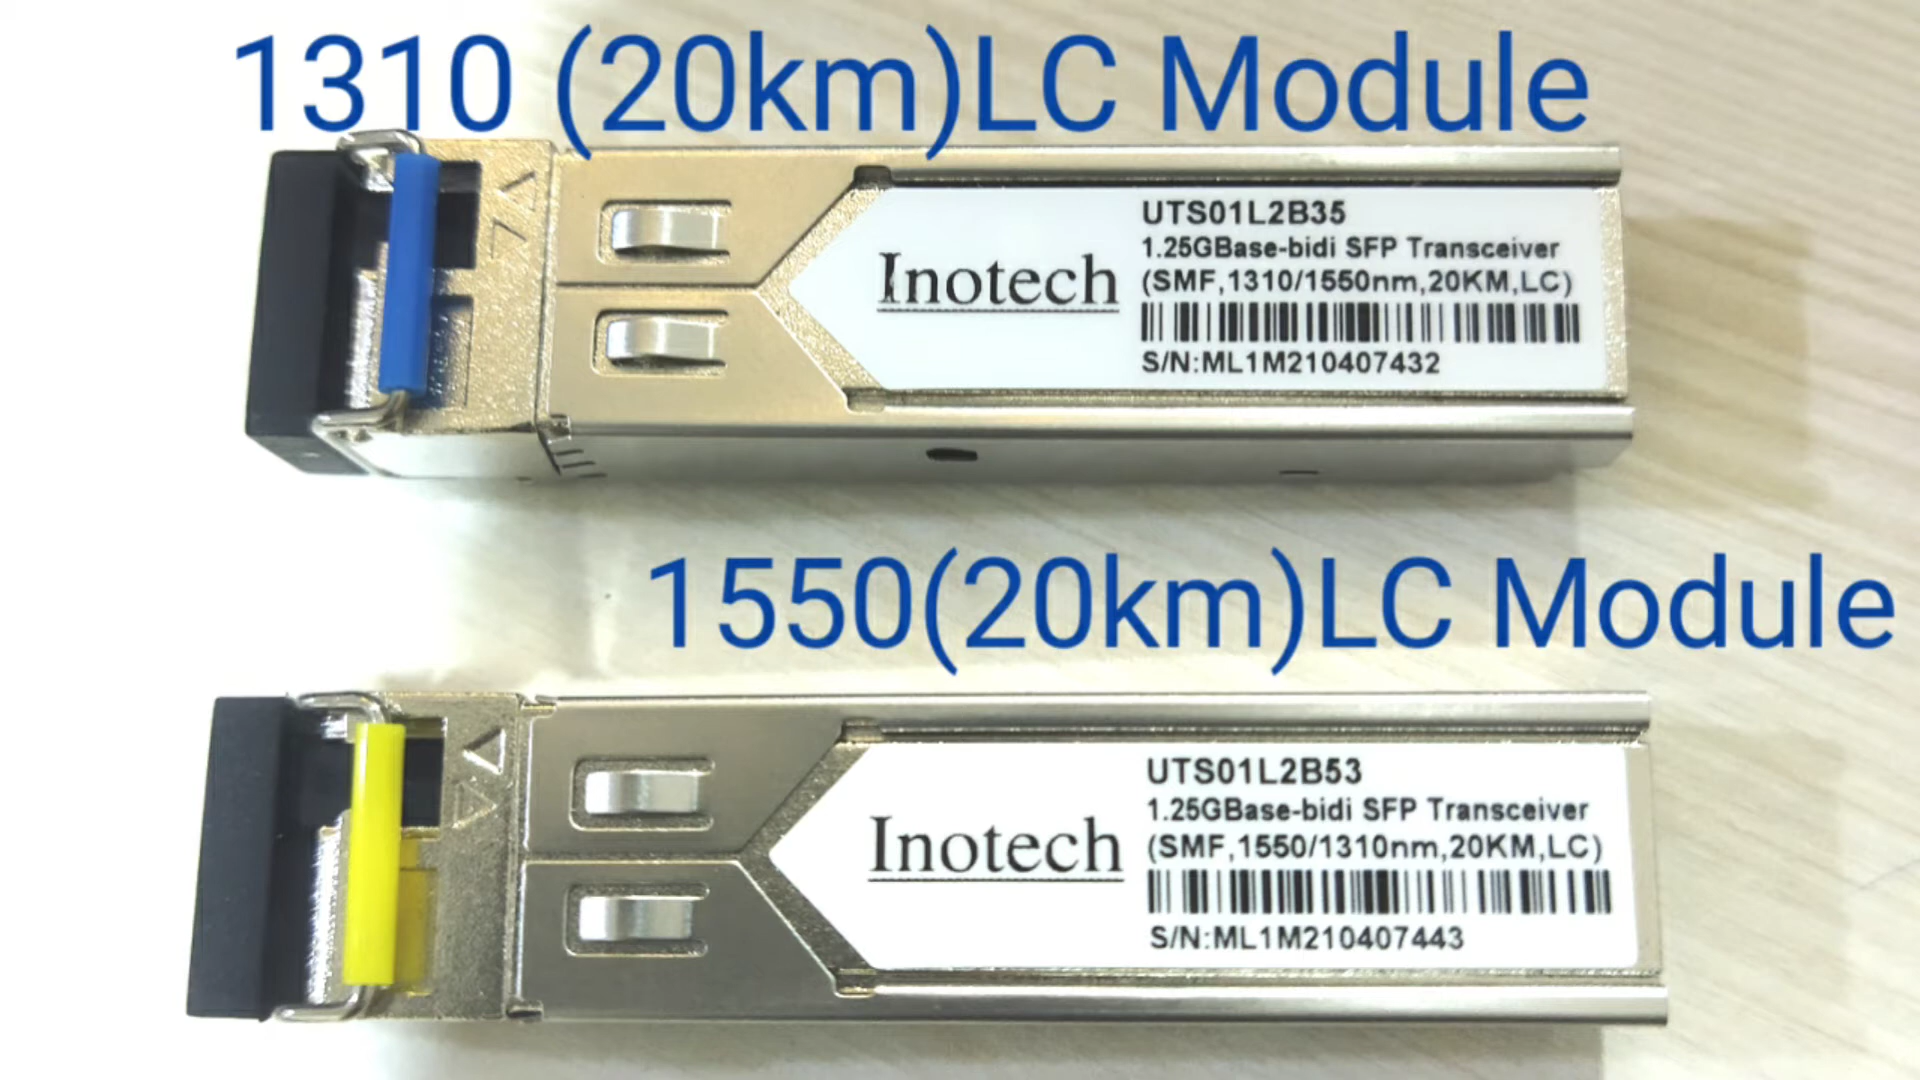 1310 (20km)LC Module
Inotech
UTS01L2B35
1.25GBase-bidi SFP Transceiver
(SMF,1310/1550nm,20KM,LC)
S/N:ML1M210407432
1550(20km)LC Module
Inotech
UTS01L2B53
1.25GBase-bidi SFP Transceiver
(SMF,1550/1310nm,20KM,LC)
S/N:ML1M210407443